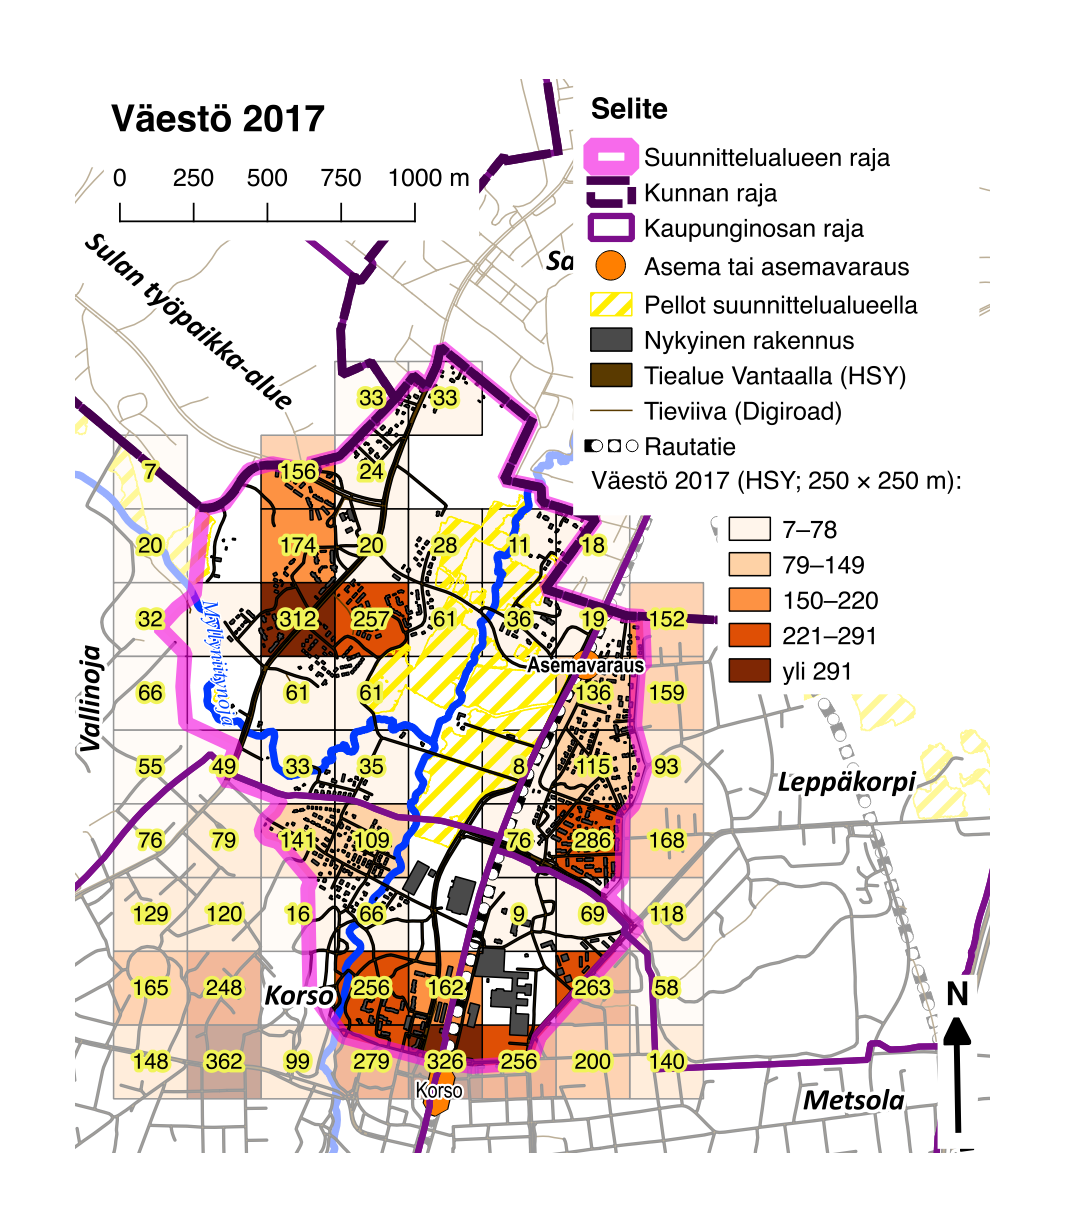 Väestö 2017
0 250 500 750 1000 m
Selite
Suunnittelualueen raja
Kunnan raja
Kaupunginosan raja
Asema tai asemavaraus
Pellot suunnittelualueella
Nykyinen rakennus
Tiealue Vantaalla (HSY)
Tieviiva (Digiroad)
Rautatie
Väestö 2017 (HSY; 250 × 250 m):
7–78
79–149
150–220
221–291
yli 291
Sulan työpaikka-alue
Sa
33 33
7 156 24
20 174 20 28 11 18
32 312 257 61 36 19 152
Myllyniitynoja
Asemavaraus
Vallinoja
66 61 61 136 159
55 49 33 35 8 115 93
Leppäkorpi
76 79 141 109 76 286 168
129 120 16 66 9 69 118
165 248 256 162 263 58
Korso
N
148 362 99 279 326 256 200 140
Korso
Metsola